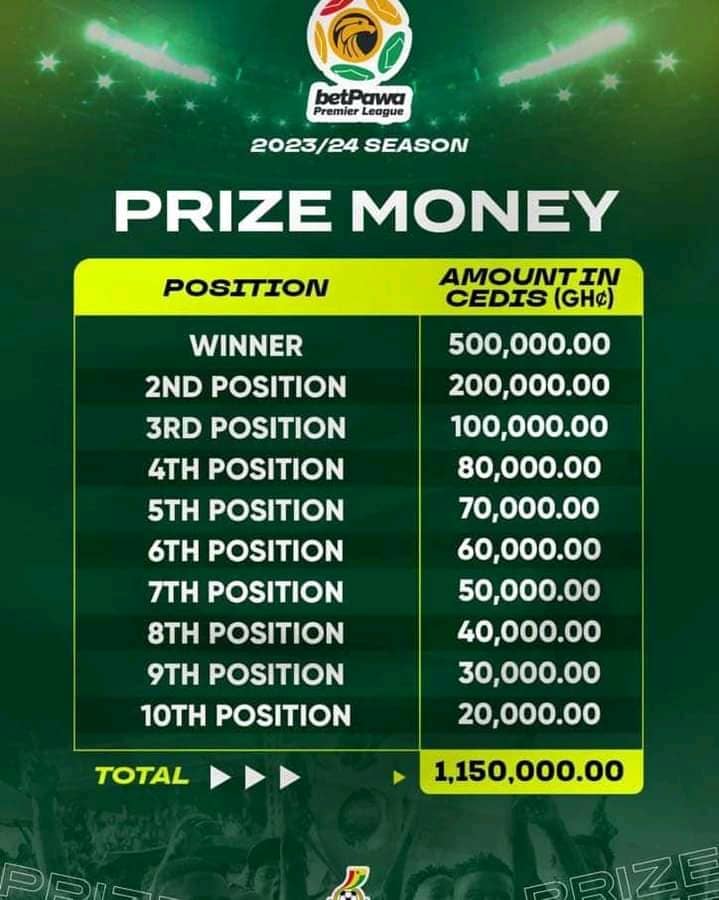 betPawa
Premier League
2023/24 SEASON
PRIZE MONEY
POSITION
AMOUNT IN
CEDIS (GH¢)
WINNER 500,000.00
2ND POSITION 200,000.00
3RD POSITION 100,000.00
4TH POSITION 80,000.00
5TH POSITION 70,000.00
6TH POSITION 60,000.00
7TH POSITION 50,000.00
8TH POSITION 40,000.00
9TH POSITION 30,000.00
10TH POSITION 20,000.00
TOTAL 1,150,000.00
PRIZE
PRIZE